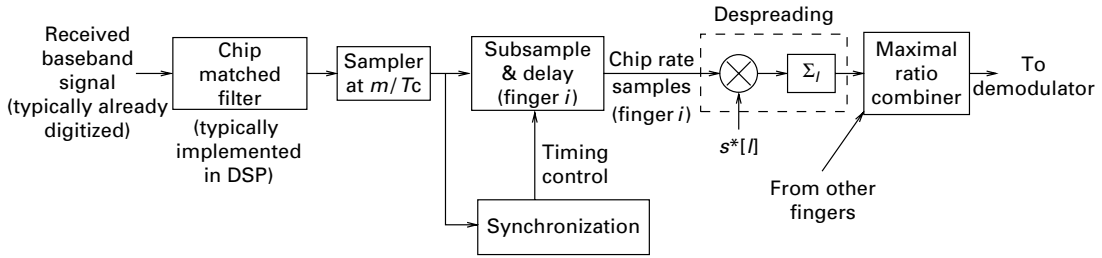 Received
baseband
signal
(typically already
digitized)
Chip
matched
filter
(typically
implemented
in DSP)
Sampler
at m/Tc
Subsample
& delay
(finger i)
Timing
control
Synchronization
Chip rate
samples
(finger i)
Despreading
Σl
s*[l]
Maximal
ratio
combiner
From other
fingers
To
demodulator